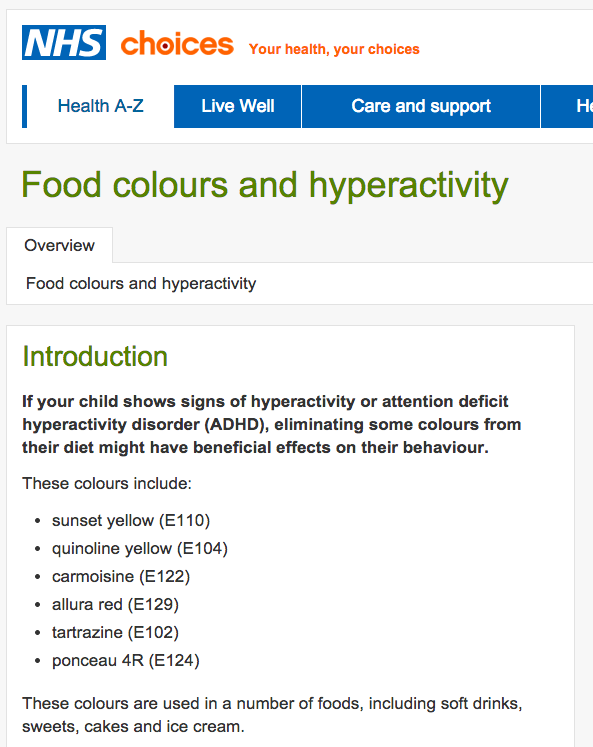 NHS choices Your health, your choices
Health A-Z Live Well Care and support
Food colours and hyperactivity
Overview
Food colours and hyperactivity
Introduction
If your child shows signs of hyperactivity or attention deficit
hyperactivity disorder (ADHD), eliminating some colours from
their diet might have beneficial effects on their behaviour.
These colours include:
• sunset yellow (E110)
• quinoline yellow (E104)
• carmoisine (E122)
• allura red (E129)
• tartrazine (E102)
• ponceau 4R (E124)
These colours are used in a number of foods, including soft drinks,
sweets, cakes and ice cream.